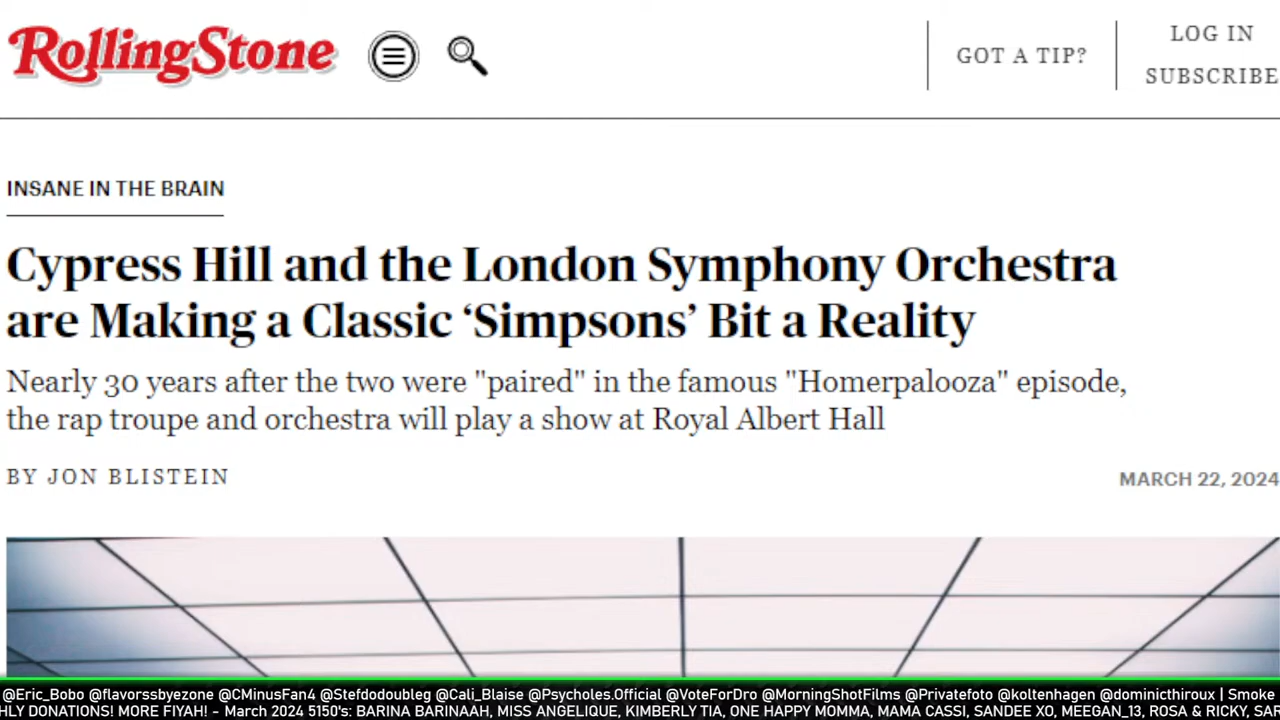 RollingStone
GOT A TIP?
LOG IN
SUBSCRIBE
INSANE IN THE BRAIN
Cypress Hill and the London Symphony Orchestra
are Making a Classic ‘Simpsons’ Bit a Reality
Nearly 30 years after the two were "paired" in the famous "Homerpalooza" episode,
the rap troupe and orchestra will play a show at Royal Albert Hall
BY JON BLISTEIN
MARCH 22, 2024
@Eric_Bobo @flavorssbyezone @CMinusFan4 @Stefdodoubleg @Cali_Blaise @Psycholes.Official @VoteForDro @MorningShotFilms @Privatefoto @koltenhagen @dominicthiroux | Smoke
HLY DONATIONS! MORE FIYAH! - March 2024 5150's: BARINA BARINAAH, MISS ANGELIQUE, KIMBERLY TIA, ONE HAPPY MOMMA, MAMA CASSI, SANDEE XO, MEEGAN_13, ROSA & RICKY, SAF